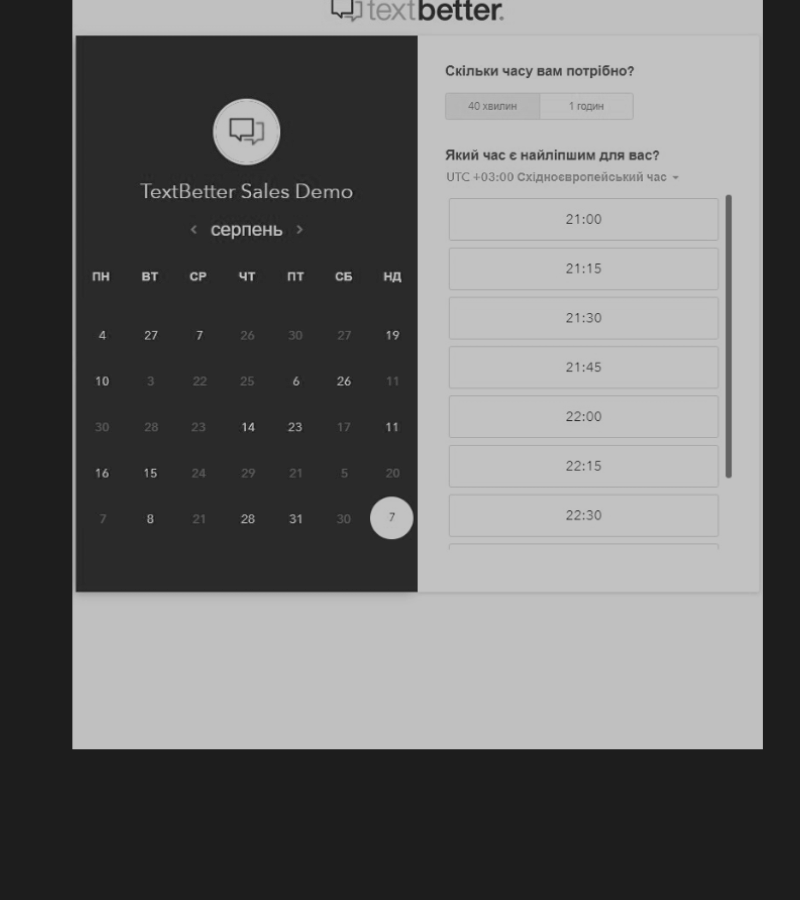 textbetter.
TextBetter Sales Demo
‹ серпень ›
ПН ВТ СР ЧТ ПТ СБ НД
4 27 7 26 30 27 19
10 3 22 25 6 26 11
30 28 23 14 23 17 11
16 15 24 29 21 5 20
7 8 21 28 31 30 7
Скільки часу вам потрібно?
40 хвилин 1 годин
Який час є найліпшим для вас?
UTC +03:00 Східноєвропейський час
21:00
21:15
21:30
21:45
22:00
22:15
22:30